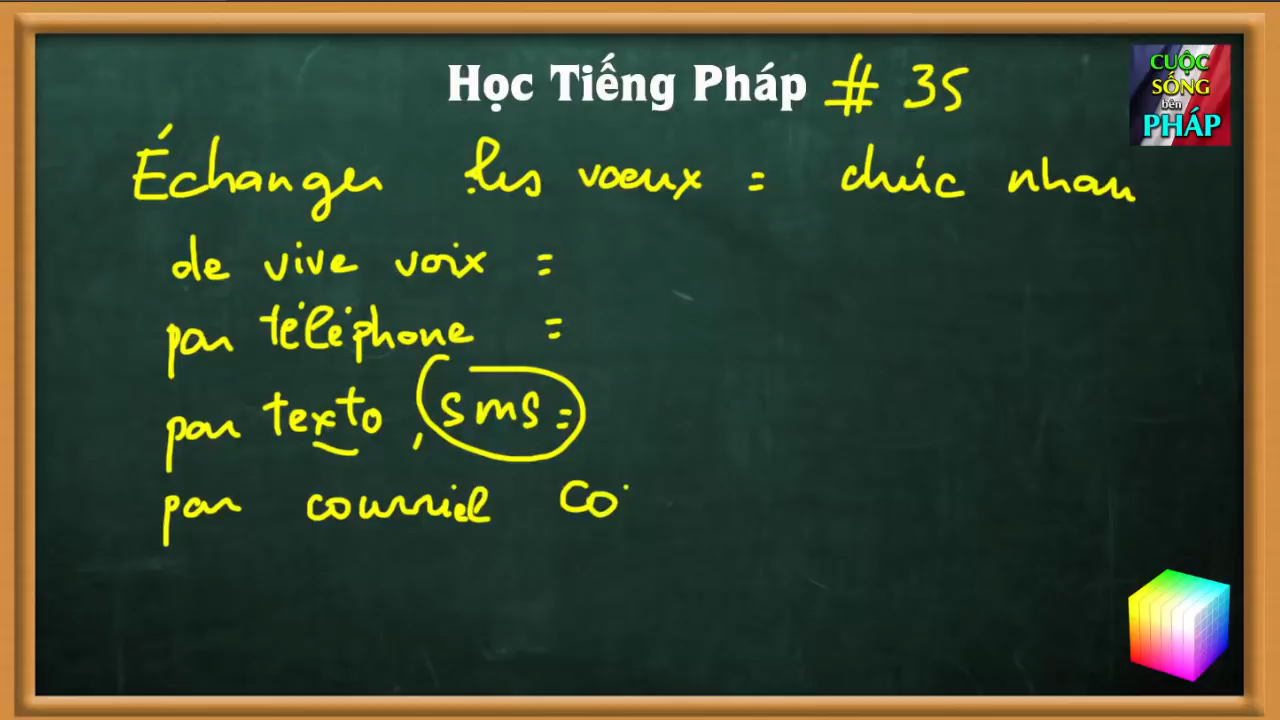 Học Tiếng Pháp # 35
CUỘC
SỐNG
bên
PHÁP
Échanger les voeux = chúc nhau
de vive voix =
par téléphone =
par texto, sms =
par courriel co